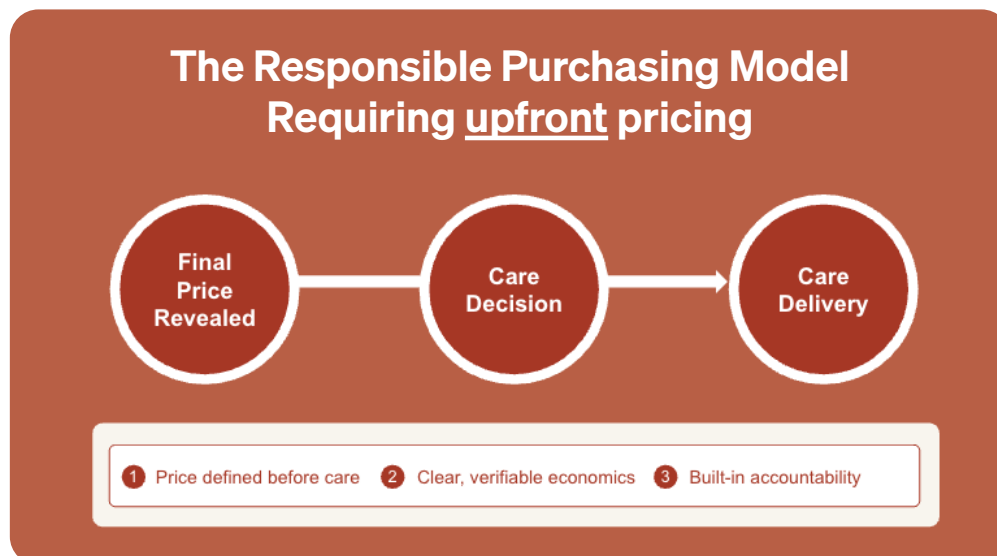 The Responsible Purchasing Model
Requiring upfront pricing
Final
Price
Revealed
Care
Decision
Care
Delivery
1 Price defined before care 2 Clear, verifiable economics 3 Built-in accountability